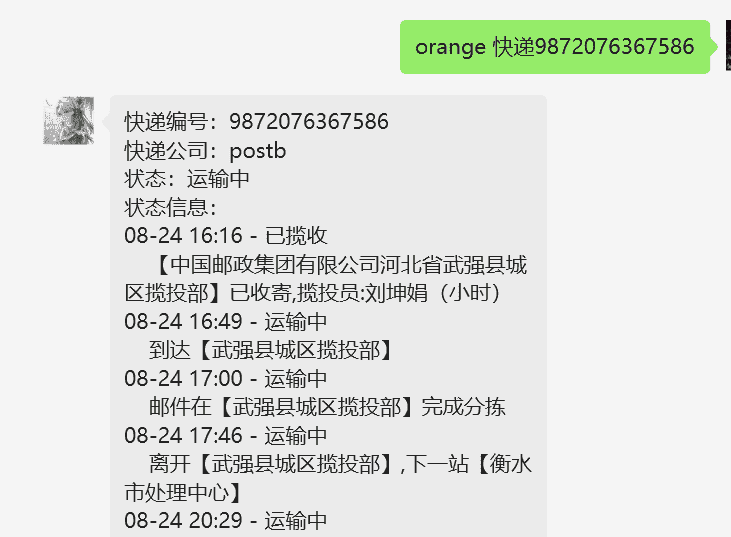 orange 快递9872076367586
快递编号：9872076367586
快递公司：postb
状态：运输中
状态信息：
08-24 16:16 - 已揽收
【中国邮政集团有限公司河北省武强县城
区揽投部】已收寄,揽投员:刘坤娟（小时）
08-24 16:49 - 运输中
到达【武强县城区揽投部】
08-24 17:00 - 运输中
邮件在【武强县城区揽投部】完成分拣
08-24 17:46 - 运输中
离开【武强县城区揽投部】,下一站【衡水
市处理中心】
08-24 20:29 - 运输中